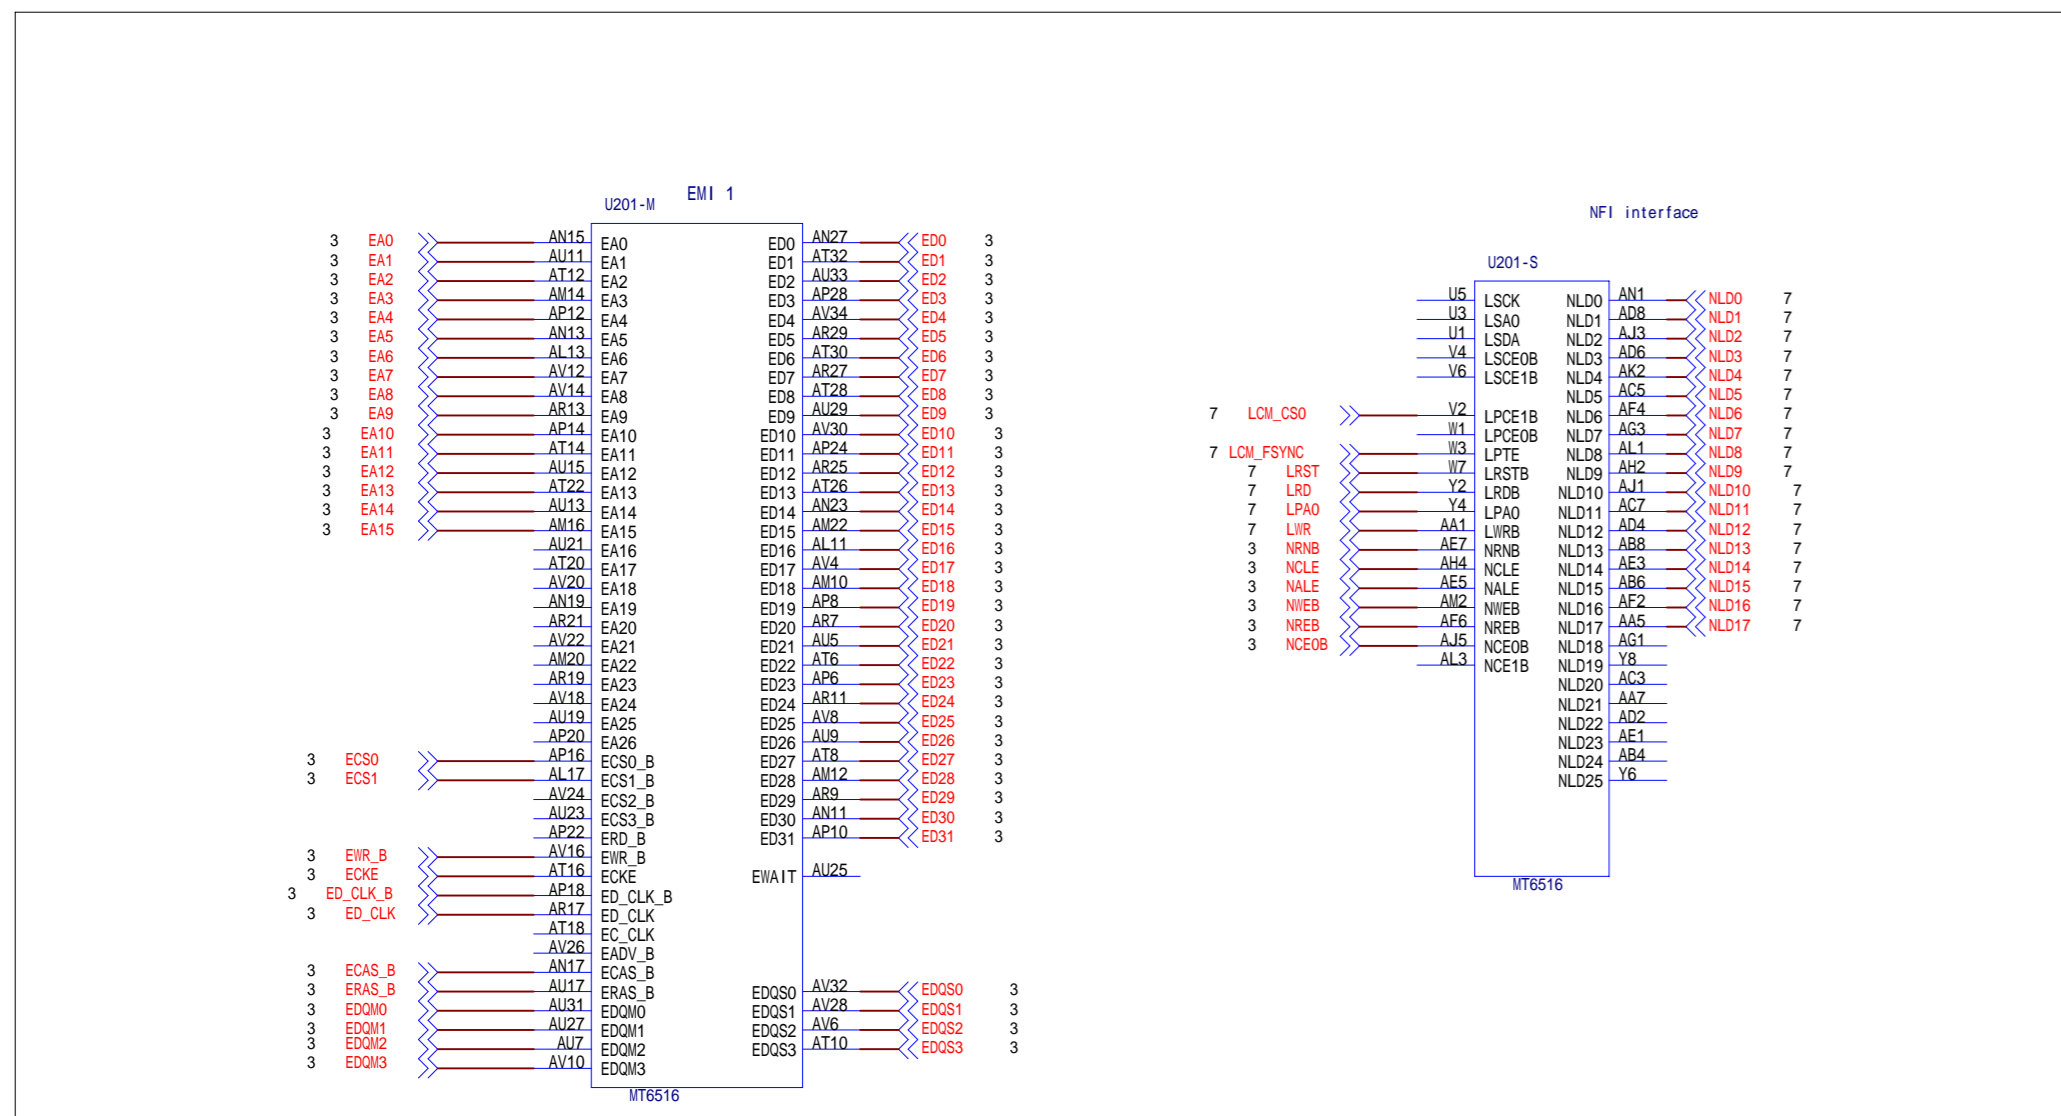 EMI 1
U201-M
3 EA0 AN15 EA0 ED0 AN27 ED0 3
3 EA1 AU11 EA1 ED1 AT32 ED1 3
3 EA2 AT12 EA2 ED2 AU33 ED2 3
3 EA3 AM14 EA3 ED3 AP28 ED3 3
3 EA4 AP12 EA4 ED4 AV34 ED4 3
3 EA5 AN13 EA5 ED5 AR29 ED5 3
3 EA6 AL13 EA6 ED6 AT30 ED6 3
3 EA7 AV12 EA7 ED7 AR27 ED7 3
3 EA8 AV14 EA8 ED8 AT28 ED8 3
3 EA9 AR13 EA9 ED9 AU29 ED9 3
3 EA10 AP14 EA10 ED10 AV30 ED10 3
3 EA11 AT14 EA11 ED11 AP24 ED11 3
3 EA12 AU15 EA12 ED12 AR25 ED12 3
3 EA13 AT22 EA13 ED13 AT26 ED13 3
3 EA14 AU13 EA14 ED14 AN23 ED14 3
3 EA15 AM16 EA15 ED15 AM22 ED15 3
AU21 EA16 ED16 AL11 ED16 3
AT20 EA17 ED17 AV4 ED17 3
AV20 EA18 ED18 AM10 ED18 3
AN19 EA19 ED19 AP8 ED19 3
AR21 EA20 ED20 AR7 ED20 3
AV22 EA21 ED21 AU5 ED21 3
AM20 EA22 ED22 AT6 ED22 3
AR19 EA23 ED23 AP6 ED23 3
AV18 EA24 ED24 AR11 ED24 3
AU19 EA25 ED25 AV8 ED25 3
AP20 EA26 ED26 AU9 ED26 3
3 ECS0 AP16 ECS0_B ED27 AT8 ED27 3
3 ECS1 AL17 ECS1_B ED28 AM12 ED28 3
AV24 ECS2_B ED29 AR9 ED29 3
AU23 ECS3_B ED30 AN11 ED30 3
AP22 ERD_B ED31 AP10 ED31 3
3 EWR_B AV16 EWR_B
3 ECKE AT16 ECKE EWAIT AU25
3 ED_CLK_B AP18 ED_CLK_B
3 ED_CLK AR17 ED_CLK
AT18 EC_CLK
AV26 EADV_B
3 ECAS_B AN17 ECAS_B
3 ERAS_B AU17 ERAS_B EDQS0 AV32 EDQS0 3
3 EDQM0 AU31 EDQM0 EDQS1 AV28 EDQS1 3
3 EDQM1 AU27 EDQM1 EDQS2 AV6 EDQS2 3
3 EDQM2 AU7 EDQM2 EDQS3 AT10 EDQS3 3
3 EDQM3 AV10 EDQM3
MT6516
NFI interface
U201-S
U5 LSCK NLD0 AN1 NLD0 7
U3 LSA0 NLD1 AD8 NLD1 7
U1 LSDA NLD2 AJ3 NLD2 7
V4 LSCE0B NLD3 AD6 NLD3 7
V6 LSCE1B NLD4 AK2 NLD4 7
NLD5 AC5 NLD5 7
7 LCM_CS0 V2 LPCE1B NLD6 AF4 NLD6 7
W1 LPCE0B NLD7 AG3 NLD7 7
7 LCM_FSYNC W3 LPTE NLD8 AL1 NLD8 7
7 LRST W7 LRSTB NLD9 AH2 NLD9 7
7 LRD Y2 LRDB NLD10 AJ1 NLD10 7
7 LPA0 Y4 LPA0 NLD11 AC7 NLD11 7
7 LWR AA1 LWRB NLD12 AD4 NLD12 7
3 NRNB AE7 NRNB NLD13 AB8 NLD13 7
3 NCLE AH4 NCLE NLD14 AE3 NLD14 7
3 NALE AE5 NALE NLD15 AB6 NLD15 7
3 NWEB AM2 NWEB NLD16 AF2 NLD16 7
3 NREB AF6 NREB NLD17 AA5 NLD17 7
3 NCE0B AJ5 NCE0B NLD18 AG1
AL3 NCE1B NLD19 Y8
NLD20 AC3
NLD21 AA7
NLD22 AD2
NLD23 AE1
NLD24 AB4
NLD25 Y6
MT6516